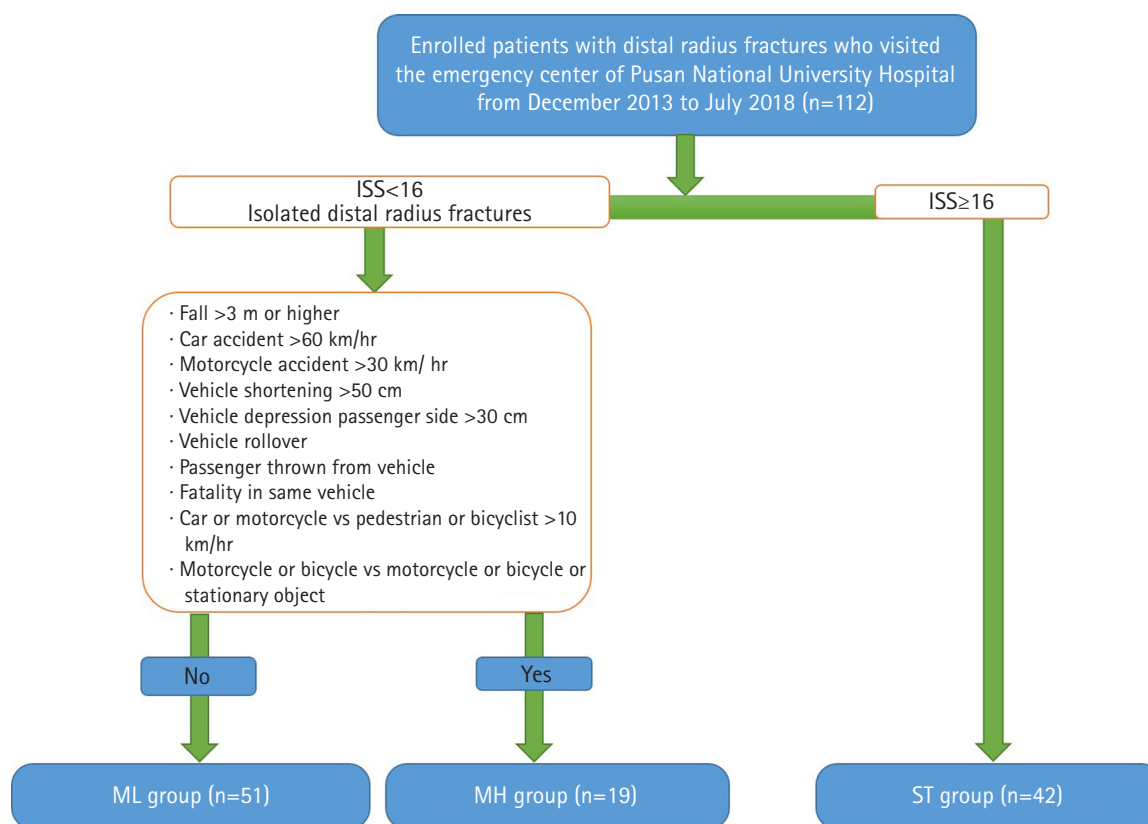 Enrolled patients with distal radius fractures who visited
the emergency center of Pusan National University Hospital
from December 2013 to July 2018 (n=112)
ISS<16
Isolated distal radius fractures
ISS≥16
· Fall >3 m or higher
· Car accident >60 km/hr
· Motorcycle accident >30 km/ hr
· Vehicle shortening >50 cm
· Vehicle depression passenger side >30 cm
· Vehicle rollover
· Passenger thrown from vehicle
· Fatality in same vehicle
· Car or motorcycle vs pedestrian or bicyclist >10
km/hr
· Motorcycle or bicycle vs motorcycle or bicycle or
stationary object
No
Yes
ML group (n=51)
MH group (n=19)
ST group (n=42)